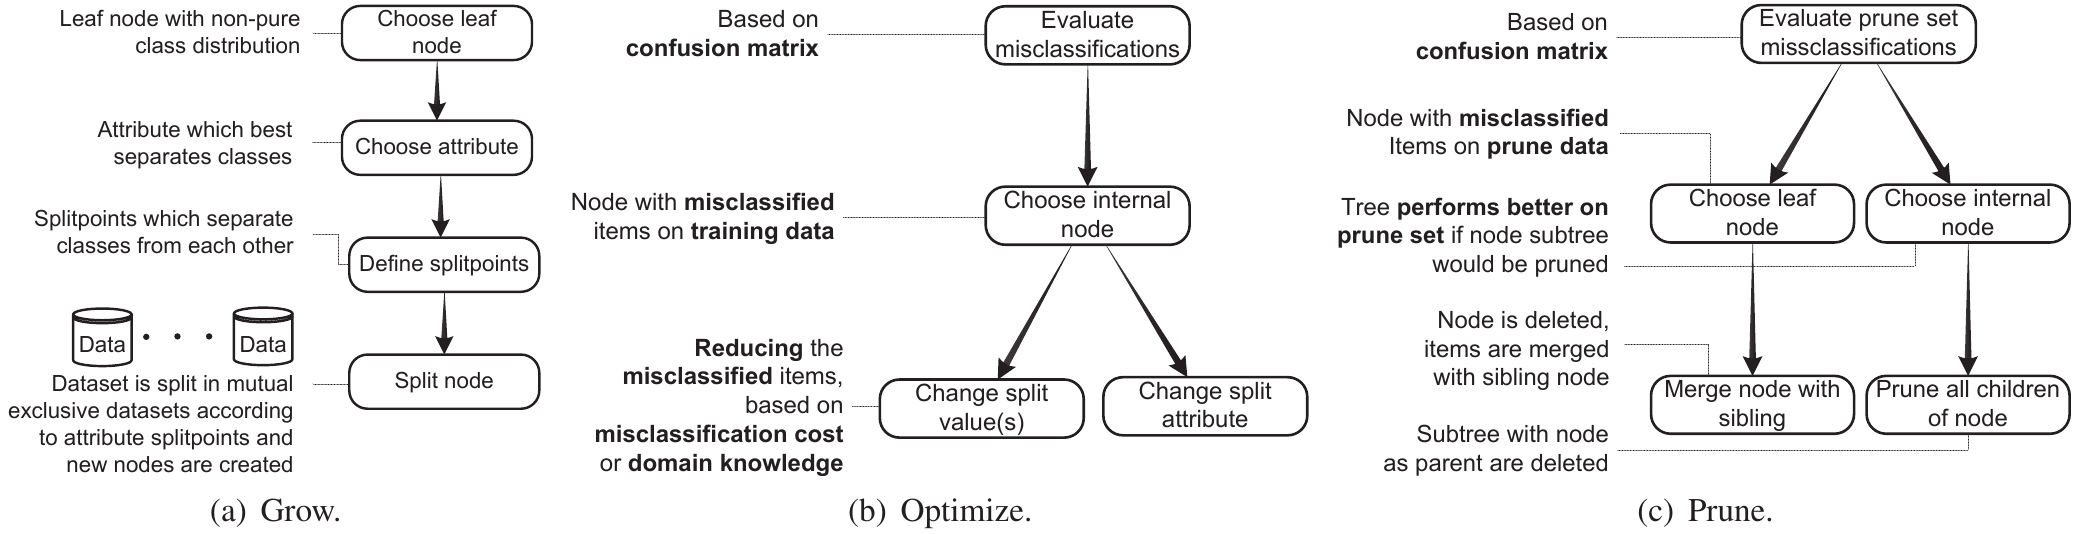 Leaf node with non-pure
class distribution
Choose leaf
node
Attribute which best
separates classes
Choose attribute
Splitpoints which separate
classes from each other
Define splitpoints
Data
Data
Dataset is split in mutual
exclusive datasets according
to attribute splitpoints and
new nodes are created
Split node
(a) Grow.
Based on
confusion matrix
Evaluate
misclassifications
Node with misclassified
items on training data
Choose internal
node
Reducing the
misclassified items,
based on
misclassification cost
or domain knowledge
Change split
value(s)
Change split
attribute
(b) Optimize.
Based on
confusion matrix
Evaluate prune set
missclassifications
Node with misclassified
Items on prune data
Choose leaf
node
Choose internal
node
Tree performs better on
prune set if node subtree
would be pruned
Node is deleted,
items are merged
with sibling node
Merge node with
sibling
Prune all children
of node
Subtree with node
as parent are deleted
(c) Prune.